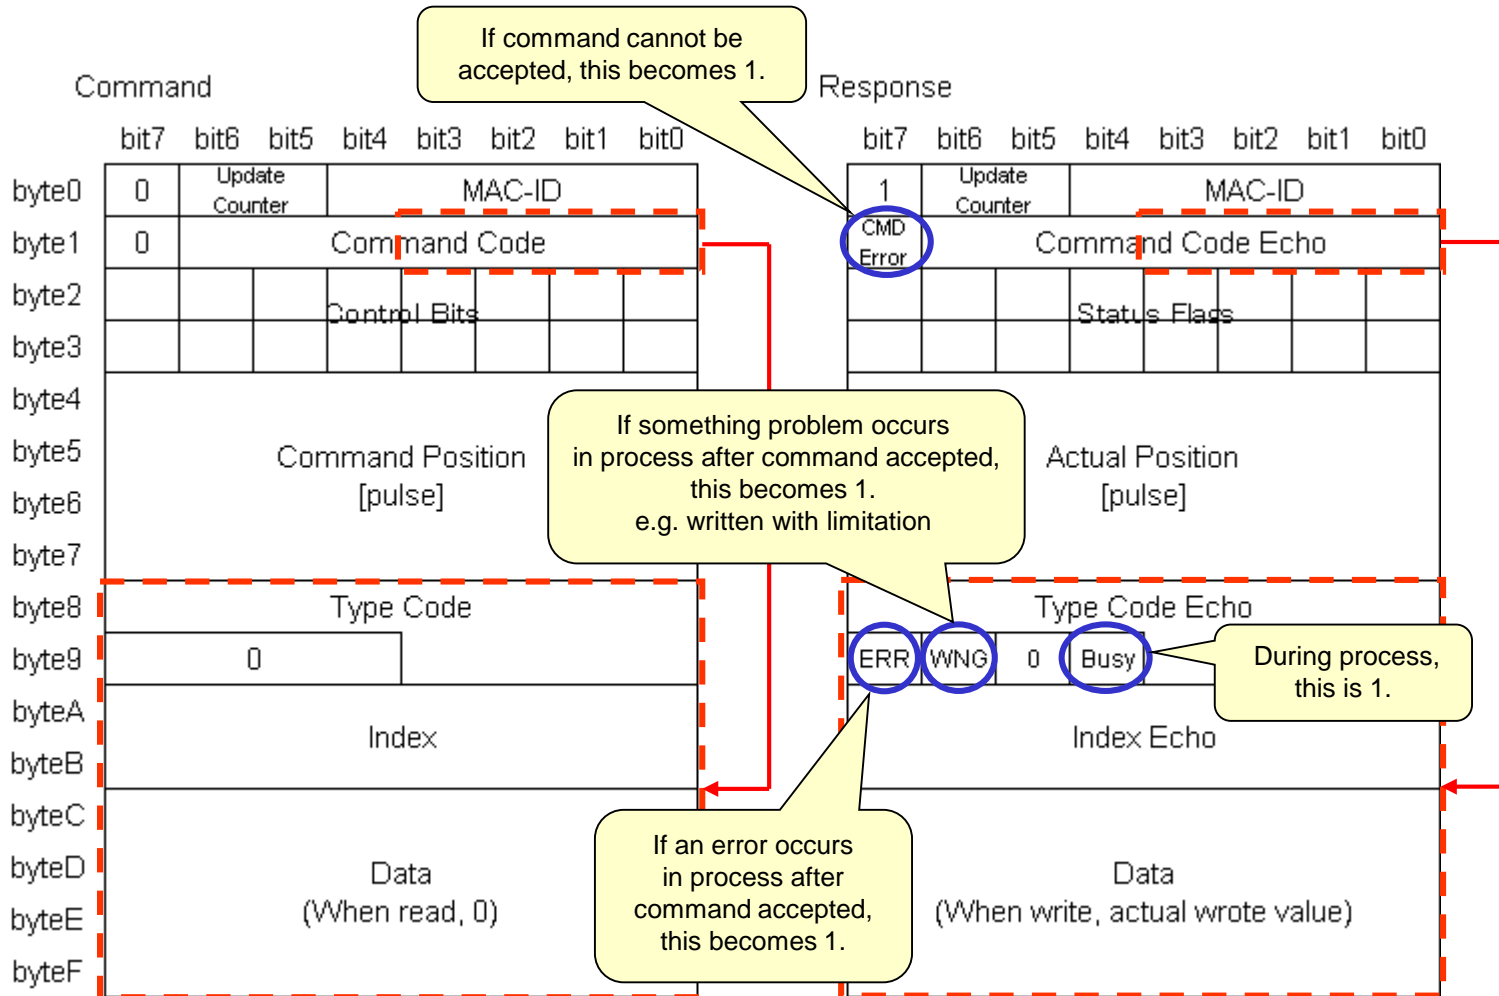 If command cannot be
accepted, this becomes 1.
Command
Response
bit7 bit6 bit5 bit4 bit3 bit2 bit1 bit0
bit7 bit6 bit5 bit4 bit3 bit2 bit1 bit0
byte0
0
Update
Counter
MAC-ID
1
Update
Counter
MAC-ID
byte1
0
Command Code
CMD
Error
Command Code Echo
byte2
Control Bits
Status Flags
byte3
byte4
byte5
byte6
byte7
Command Position
[pulse]
If something problem occurs
in process after command accepted,
this becomes 1.
e.g. written with limitation
Actual Position
[pulse]
byte8
Type Code
Type Code Echo
byte9
0
ERR
WNG
0
Busy
During process,
this is 1.
byteA
byteB
Index
Index Echo
byteC
byteD
byteE
byteF
Data
(When read, 0)
If an error occurs
in process after
command accepted,
this becomes 1.
Data
(When write, actual wrote value)